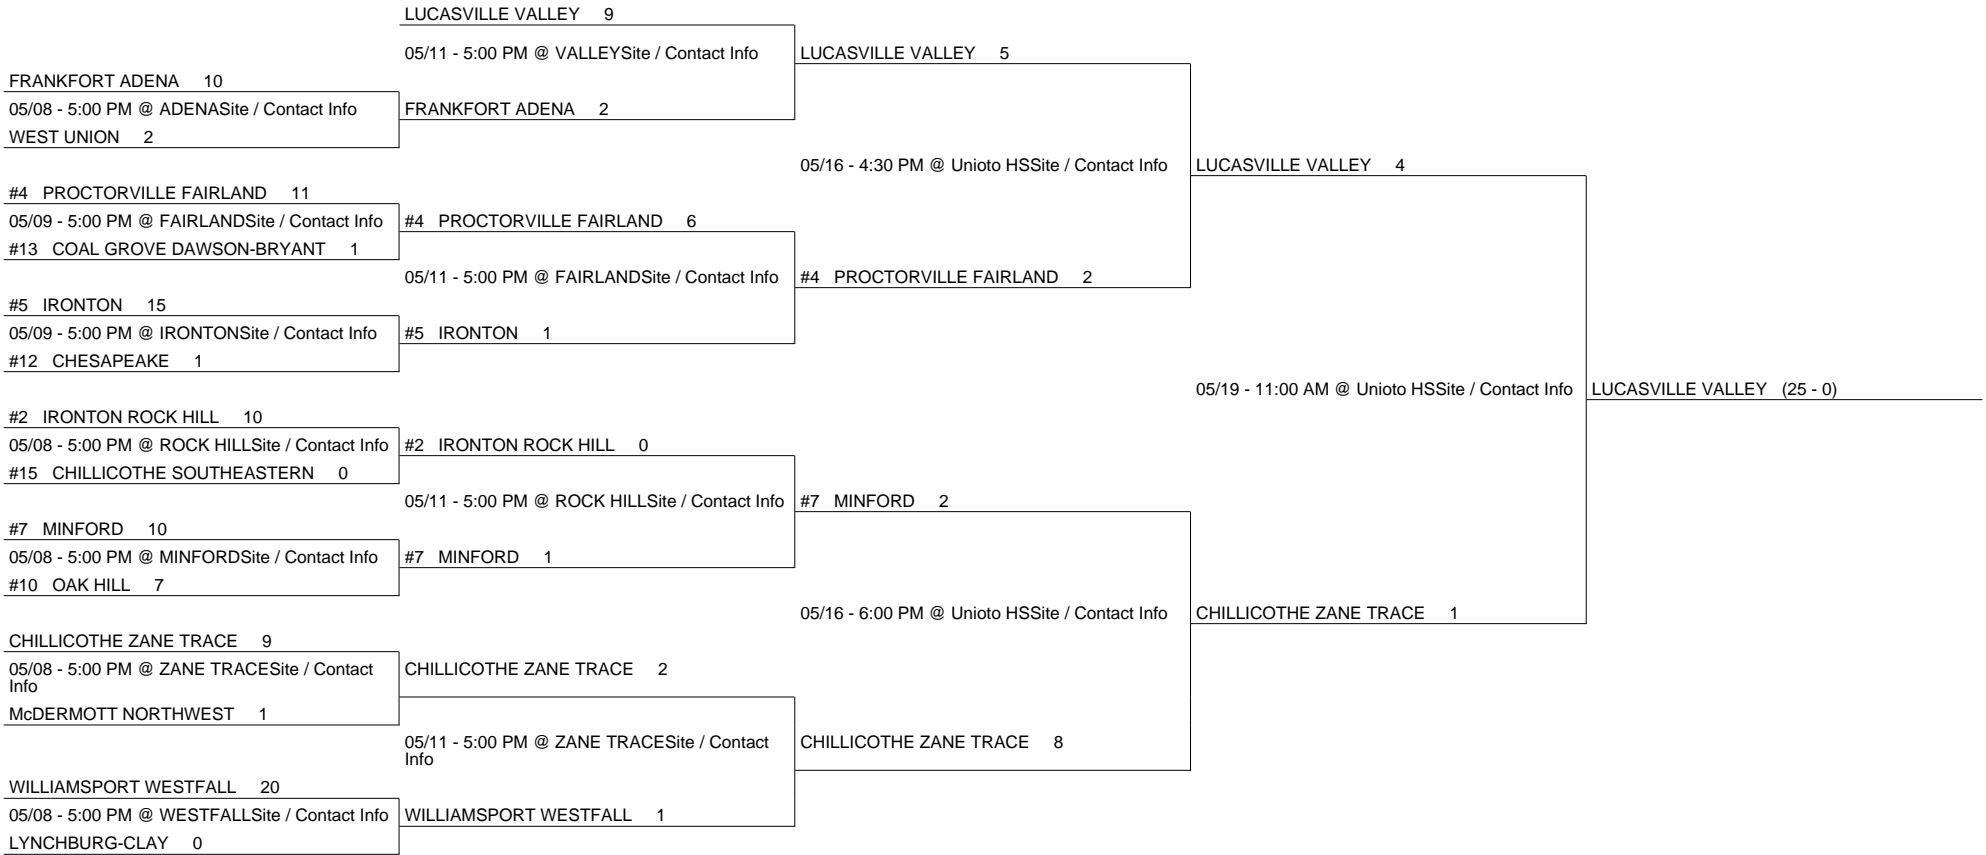 LUCASVILLE VALLEY 9
05/11 - 5:00 PM @ VALLEYSite / Contact Info
LUCASVILLE VALLEY 5
FRANKFORT ADENA 10
05/08 - 5:00 PM @ ADENASite / Contact Info
FRANKFORT ADENA 2
WEST UNION 2
05/16 - 4:30 PM @ Unioto HSSite / Contact Info
LUCASVILLE VALLEY 4
#4 PROCTORVILLE FAIRLAND 11
05/09 - 5:00 PM @ FAIRLANDSite / Contact Info
#4 PROCTORVILLE FAIRLAND 6
#13 COAL GROVE DAWSON-BRYANT 1
05/11 - 5:00 PM @ FAIRLANDSite / Contact Info
#4 PROCTORVILLE FAIRLAND 2
#5 IRONTON 15
05/09 - 5:00 PM @ IRONTONSite / Contact Info
#5 IRONTON 1
#12 CHESAPEAKE 1
05/19 - 11:00 AM @ Unioto HSSite / Contact Info
LUCASVILLE VALLEY (25 - 0)
#2 IRONTON ROCK HILL 10
05/08 - 5:00 PM @ ROCK HILLSite / Contact Info
#2 IRONTON ROCK HILL 0
#15 CHILLICOTHE SOUTHEASTERN 0
05/11 - 5:00 PM @ ROCK HILLSite / Contact Info
#7 MINFORD 2
#7 MINFORD 10
05/08 - 5:00 PM @ MINFORDSite / Contact Info
#7 MINFORD 1
#10 OAK HILL 7
05/16 - 6:00 PM @ Unioto HSSite / Contact Info
CHILLICOTHE ZANE TRACE 1
CHILLICOTHE ZANE TRACE 9
05/08 - 5:00 PM @ ZANE TRACESite / Contact
Info
CHILLICOTHE ZANE TRACE 2
McDERMOTT NORTHWEST 1
05/11 - 5:00 PM @ ZANE TRACESite / Contact
Info
CHILLICOTHE ZANE TRACE 8
WILLIAMSPORT WESTFALL 20
05/08 - 5:00 PM @ WESTFALLSite / Contact Info
WILLIAMSPORT WESTFALL 1
LYNCHBURG-CLAY 0